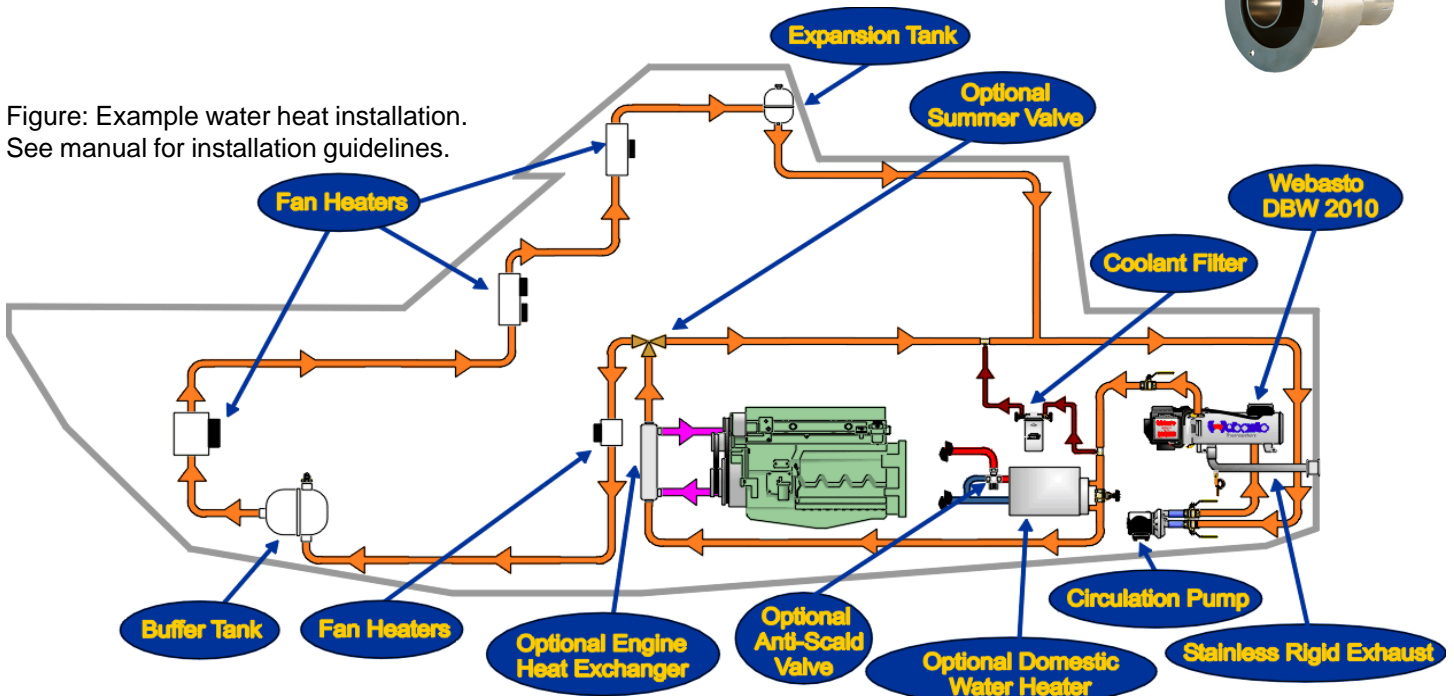 Expansion Tank
Optional
Summer Valve
Figure: Example water heat installation.
See manual for installation guidelines.
Fan Heaters
Webasto
DBW 2010
Coolant Filter
Webasto
Buffer Tank
Fan Heaters
Optional Engine
Heat Exchanger
Optional
Anti-Scald
Valve
Optional Domestic
Water Heater
Circulation Pump
Stainless Rigid Exhaust